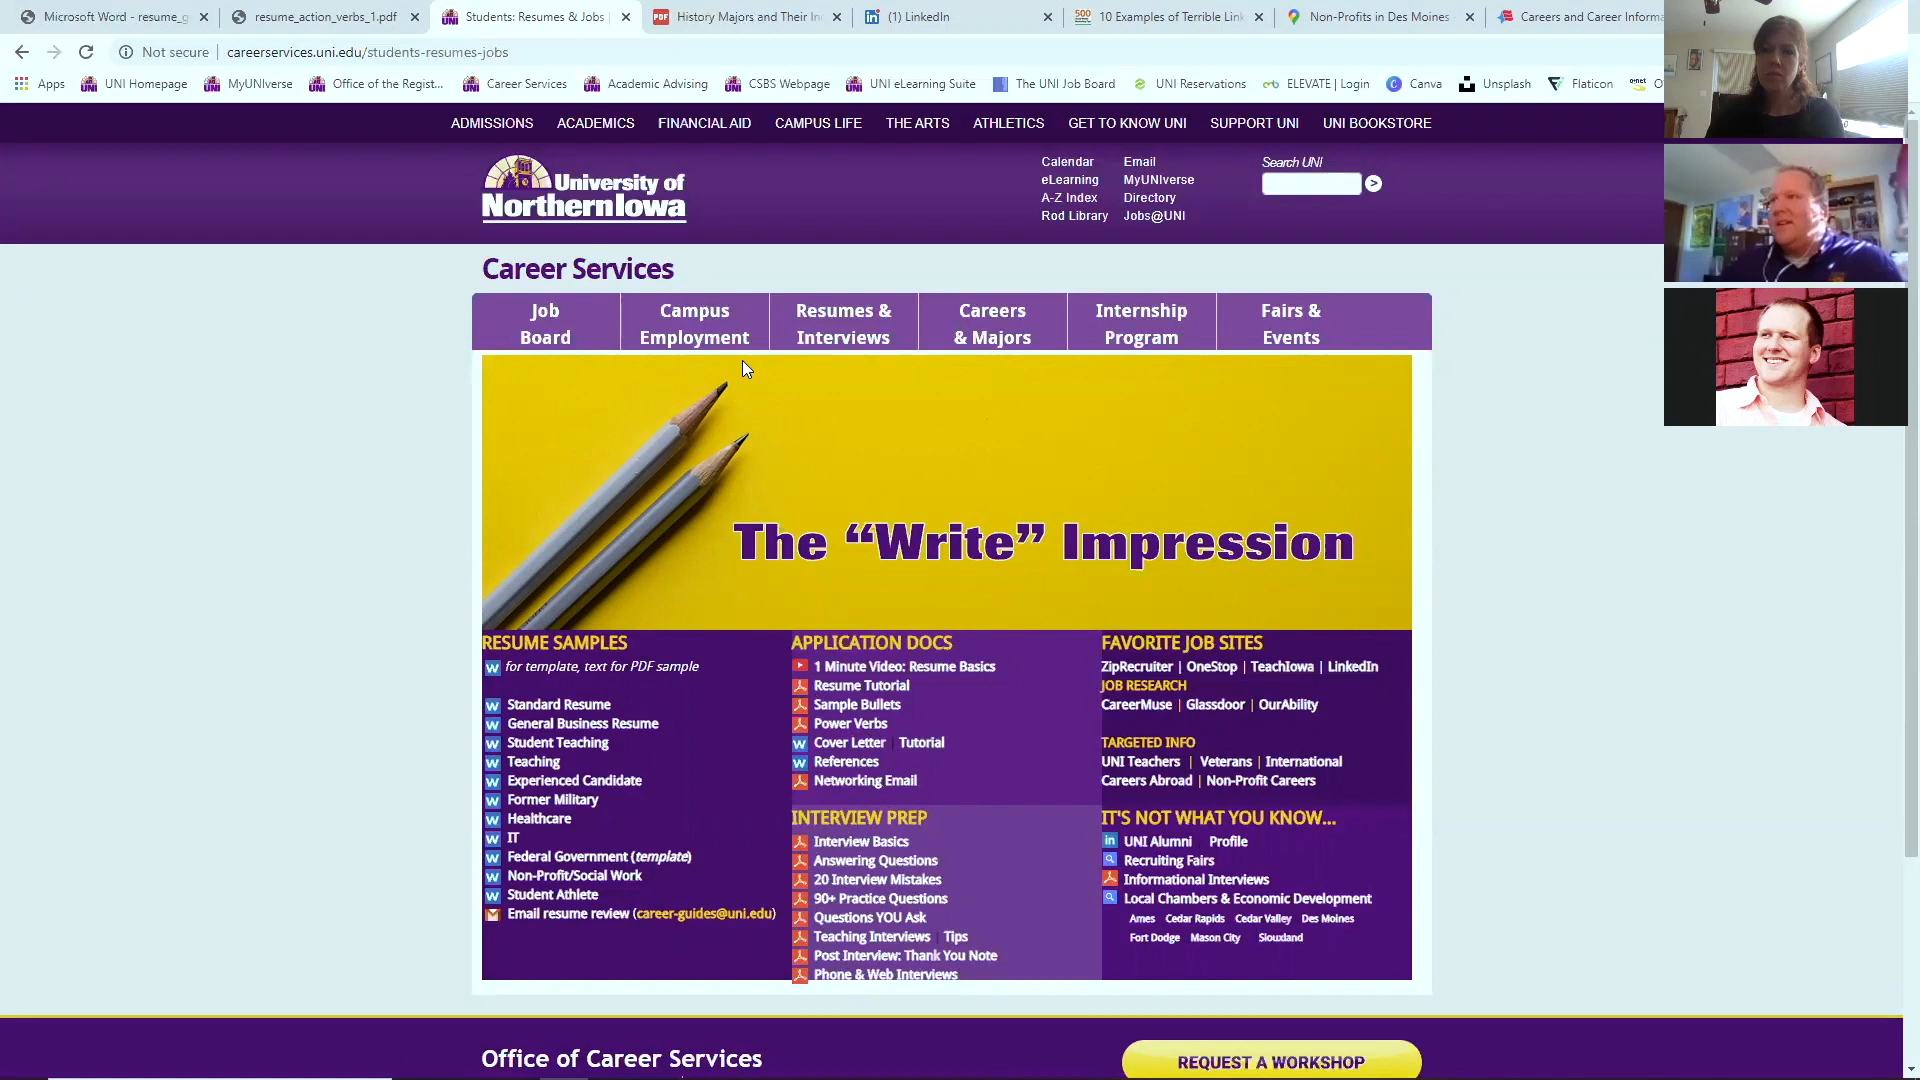 Microsoft Word - resume_g
resume_action_verbs_1.pdf
Students: Resumes & Jobs
PDF
History Majors and Their In
(1) LinkedIn
500
10 Examples of Terrible Link
Non-Profits in Des Moines -
Careers and Career Informa
Not secure
careerservices.uni.edu/students-resumes-jobs
Apps
UNI Homepage
MyUNIverse
Office of the Regist...
Career Services
Academic Advising
CSBS Webpage
UNI eLearning Suite
The UNI Job Board
UNI Reservations
ELEVATE | Login
Canva
Unsplash
Flaticon
ADMISSIONS
ACADEMICS
FINANCIAL AID
CAMPUS LIFE
THE ARTS
ATHLETICS
GET TO KNOW UNI
SUPPORT UNI
UNI BOOKSTORE
University of
Northern Iowa
Calendar
Email
eLearning
MyUNIverse
A-Z Index
Directory
Rod Library
Jobs@UNI
Search UNI
>
Career Services
Job
Board
Campus
Employment
Resumes &
Interviews
Careers
& Majors
Internship
Program
Fairs &
Events
The “Write” Impression
RESUME SAMPLES
for template, text for PDF sample
Standard Resume
General Business Resume
Student Teaching
Teaching
Experienced Candidate
Former Military
Healthcare
IT
Federal Government (template)
Non-Profit/Social Work
Student Athlete
Email resume review (career-guides@uni.edu)
APPLICATION DOCS
1 Minute Video: Resume Basics
Resume Tutorial
Sample Bullets
Power Verbs
Cover Letter | Tutorial
References
Networking Email
INTERVIEW PREP
Interview Basics
Answering Questions
20 Interview Mistakes
90+ Practice Questions
Questions YOU Ask
Teaching Interviews | Tips
Post Interview: Thank You Note
Phone & Web Interviews
FAVORITE JOB SITES
ZipRecruiter | OneStop | TeachIowa | LinkedIn
JOB RESEARCH
CareerMuse | Glassdoor | OurAbility
TARGETED INFO
UNI Teachers | Veterans | International
Careers Abroad | Non-Profit Careers
IT'S NOT WHAT YOU KNOW...
UNI Alumni Profile
Recruiting Fairs
Informational Interviews
Local Chambers & Economic Development
Ames Cedar Rapids Cedar Valley Des Moines
Fort Dodge Mason City Siouxland
Office of Career Services
REQUEST A WORKSHOP